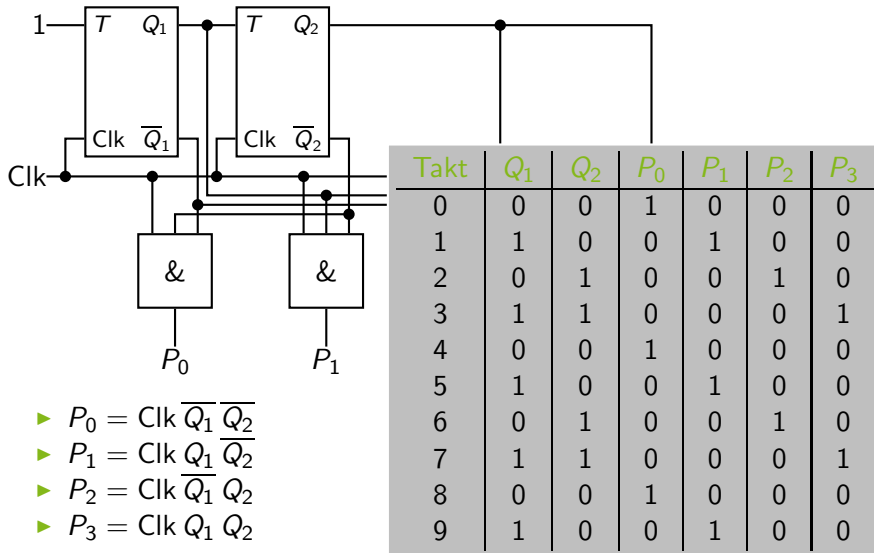 1 T Q₁ T Q₂
Clk Q̅₁ Clk Q̅₂
Clk
& &
P₀ P₁
Takt Q₁ Q₂ P₀ P₁ P₂ P₃
0 0 0 1 0 0 0
1 1 0 0 1 0 0
2 0 1 0 0 1 0
3 1 1 0 0 0 1
4 0 0 1 0 0 0
5 1 0 0 1 0 0
6 0 1 0 0 1 0
7 1 1 0 0 0 1
8 0 0 1 0 0 0
9 1 0 0 1 0 0
▶ P₀ = Clk Q̅₁ Q̅₂
▶ P₁ = Clk Q₁ Q̅₂
▶ P₂ = Clk Q̅₁ Q₂
▶ P₃ = Clk Q₁ Q₂